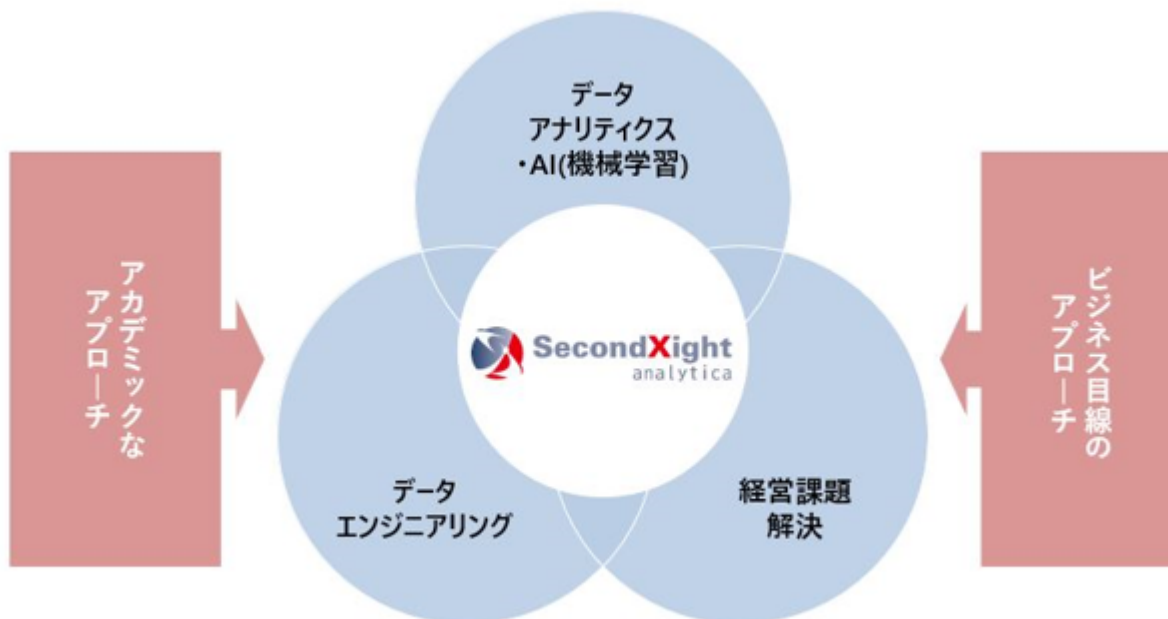 データ
アナリティクス
・AI(機械学習)
アカデミックな
アプローチ
SecondXight
analytica
ビジネス目線の
アプローチ
データ
エンジニアリング
経営課題
解決